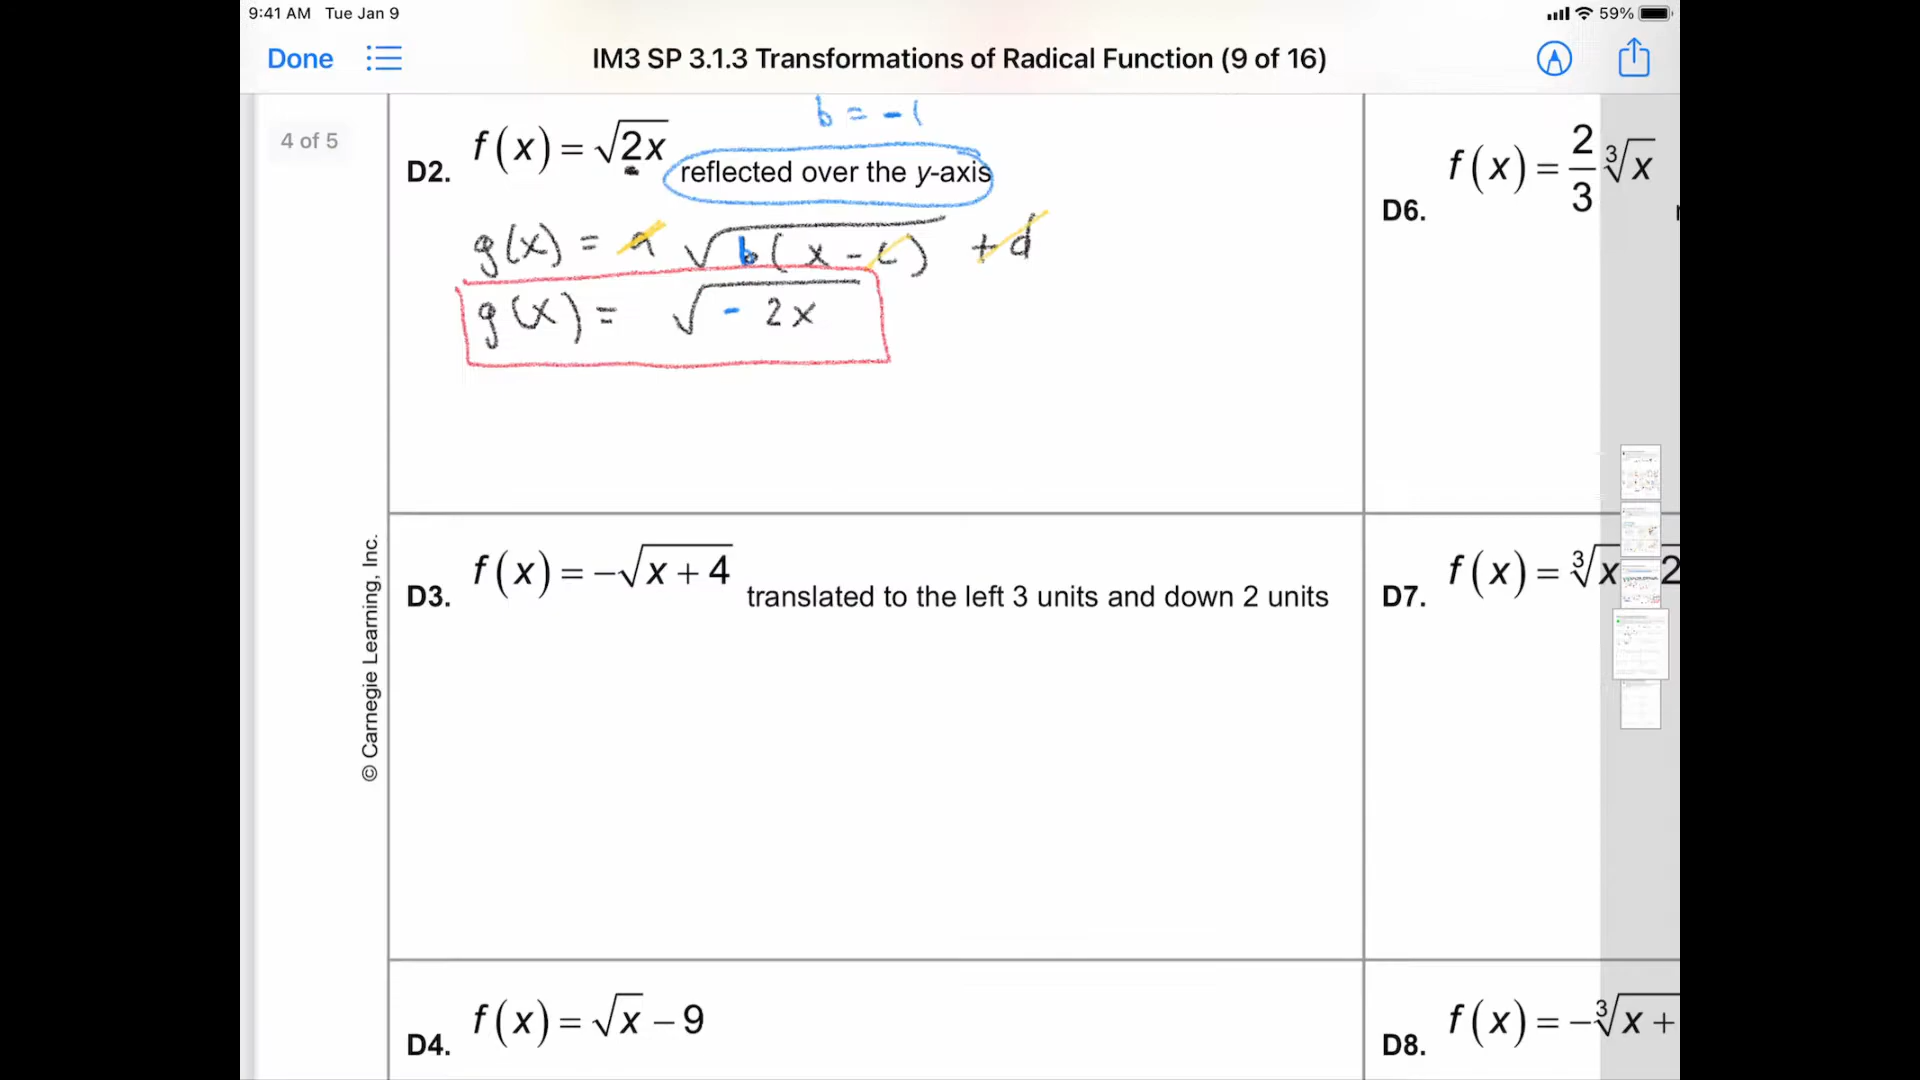 9:41 AM Tue Jan 9
59%
Done
IM3 SP 3.1.3 Transformations of Radical Function (9 of 16)
4 of 5
b = -1
D2. f(x) = √2x reflected over the y-axis
g(x) = a √b(x - c) + d
g(x) = √- 2x
D6. f(x) = 2/3 ∛x
© Carnegie Learning, Inc.
D3. f(x) = −√x + 4 translated to the left 3 units and down 2 units
D7. f(x) = ∛x 2
D4. f(x) = √x − 9
D8. f(x) = −∛x +